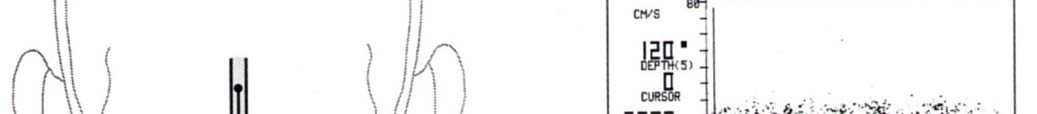 80
CM/S
120
DEPTH(5)
0
CURSOR